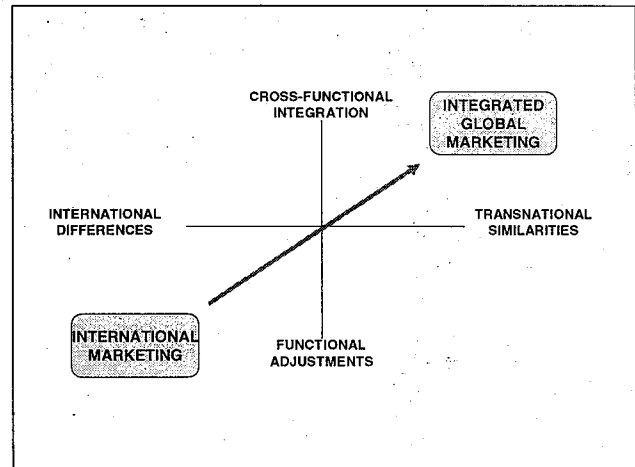 CROSS-FUNCTIONAL
INTEGRATION
INTEGRATED
GLOBAL
MARKETING
INTERNATIONAL
DIFFERENCES
TRANSNATIONAL
SIMILARITIES
INTERNATIONAL
MARKETING
FUNCTIONAL
ADJUSTMENTS